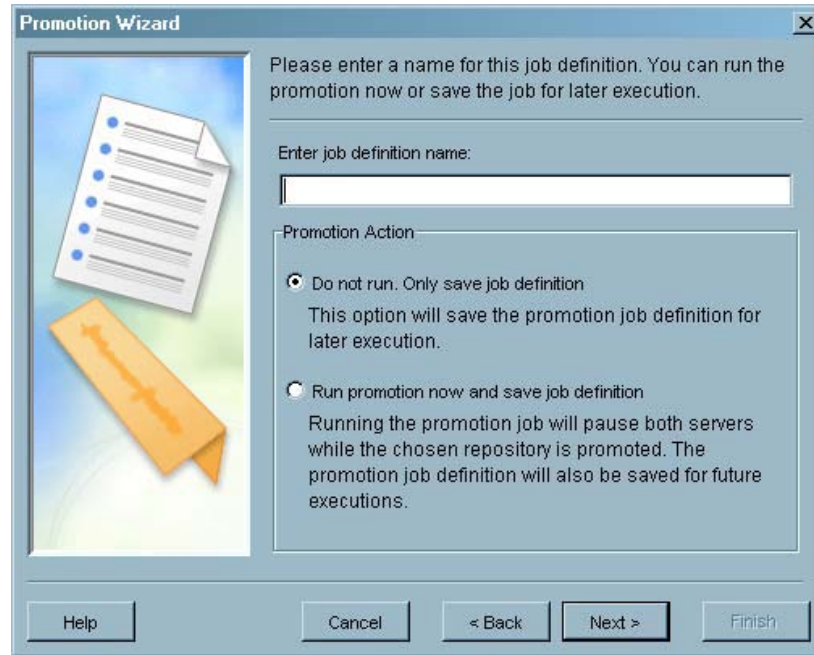 Promotion Wizard
Please enter a name for this job definition. You can run the
promotion now or save the job for later execution.
Enter job definition name:
Promotion Action
Do not run. Only save job definition
This option will save the promotion job definition for
later execution.
Run promotion now and save job definition
Running the promotion job will pause both servers
while the chosen repository is promoted. The
promotion job definition will also be saved for future
executions.
Help
Cancel
< Back
Next >
Finish